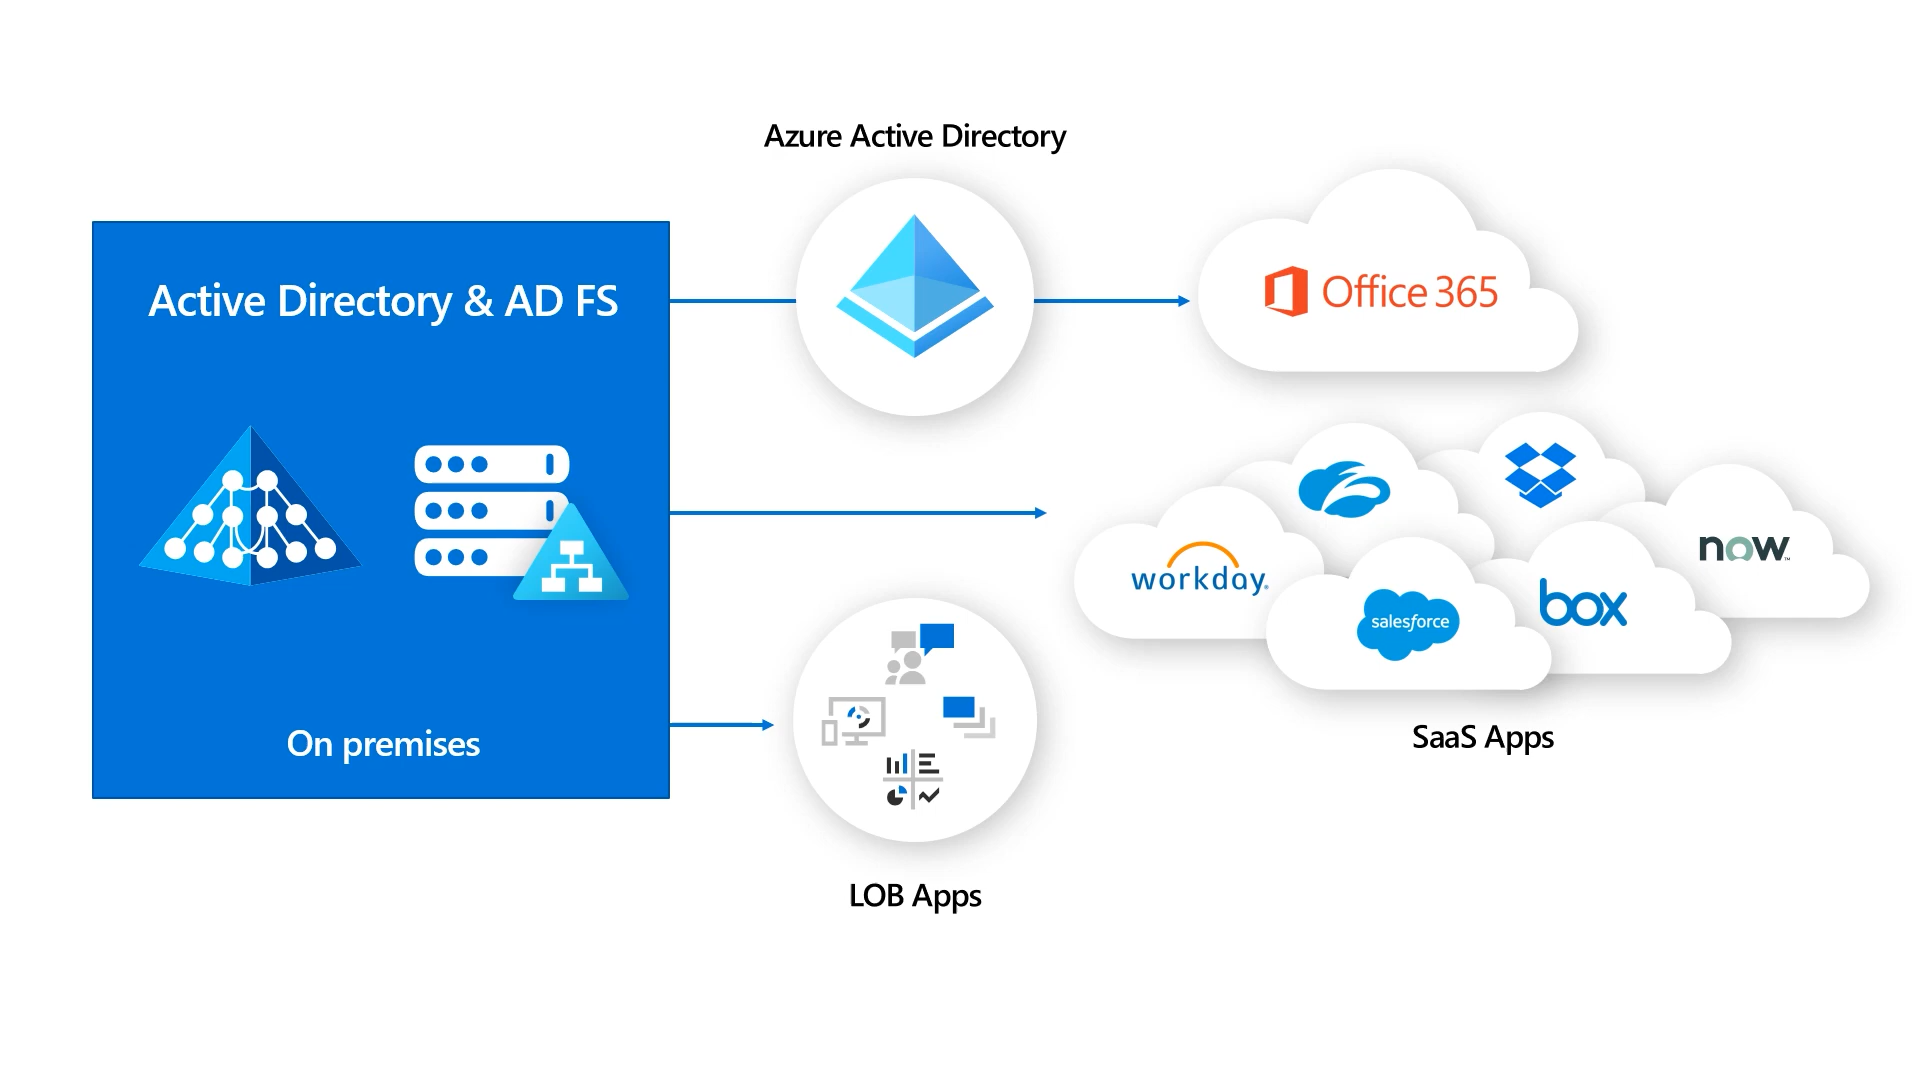 Azure Active Directory
Active Directory & AD FS
Office 365
workday.
now
box
salesforce
On premises
SaaS Apps
LOB Apps